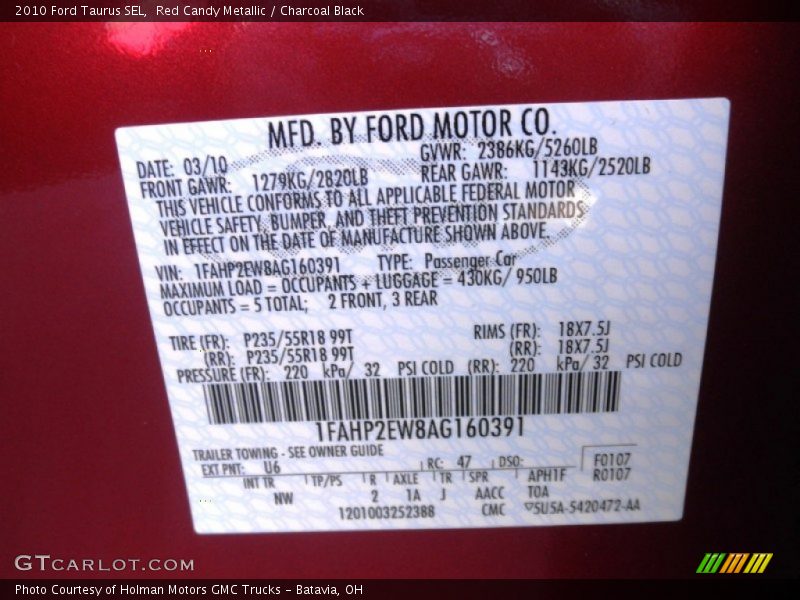 2010 Ford Taurus SEL,  Red Candy Metallic / Charcoal Black
MFD. BY FORD MOTOR CO.
DATE: 03/10 GVWR: 2386KG/5260LB
FRONT GAWR: 1279KG/2820LB REAR GAWR: 1143KG/2520LB
THIS VEHICLE CONFORMS TO ALL APPLICABLE FEDERAL MOTOR
VEHICLE SAFETY, BUMPER, AND THEFT PREVENTION STANDARDS
IN EFFECT ON THE DATE OF MANUFACTURE SHOWN ABOVE.
VIN: 1FAHP2EW8AG160391 TYPE: Passenger Car
MAXIMUM LOAD = OCCUPANTS + LUGGAGE = 430KG/ 950LB
OCCUPANTS = 5 TOTAL; 2 FRONT, 3 REAR
TIRE (FR): P235/55R18 99T RIMS (FR): 18X7.5J
(RR): P235/55R18 99T (RR): 18X7.5J
PRESSURE (FR): 220 kPa/ 32 PSI COLD (RR): 220 kPa/ 32 PSI COLD
1FAHP2EW8AG160391
TRAILER TOWING - SEE OWNER GUIDE
EXT PNT: U6 RC: 47 DSO: F0107
INT TR TP/PS R AXLE TR SPR APH1F R0107
NW 2 1A J AACC TOA
1201003252388 CMC ▽5U5A-5420472-AA
GTCARLOT.COM
Photo Courtesy of Holman Motors GMC Trucks - Batavia, OH